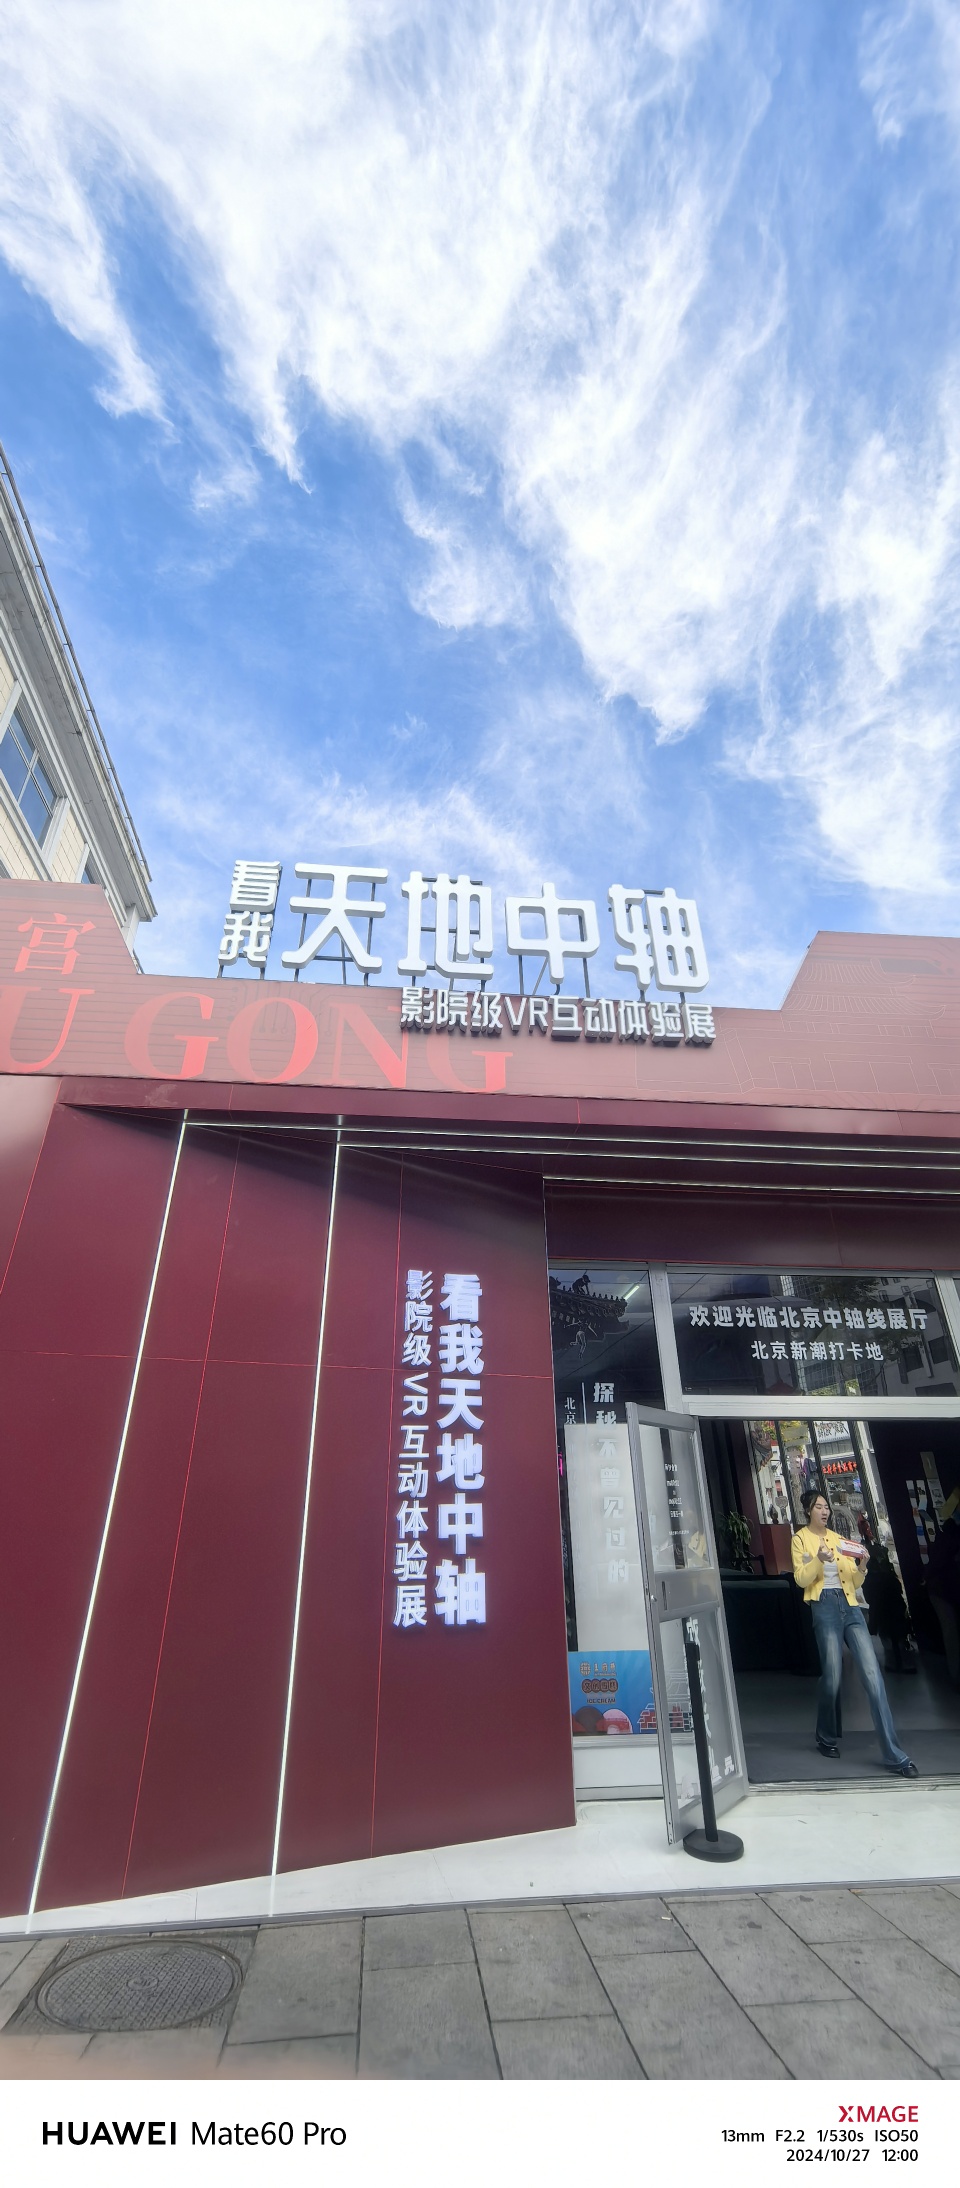 看我天地中轴
影院级VR互动体验展
宫
U GONG
看我天地中轴
影院级VR互动体验展
欢迎光临北京中轴线展厅
北京新潮打卡地
北京
探秘不曾见过的
HUAWEI Mate60 Pro
XMAGE
13mm F2.2 1/530s ISO50
2024/10/27 12:00